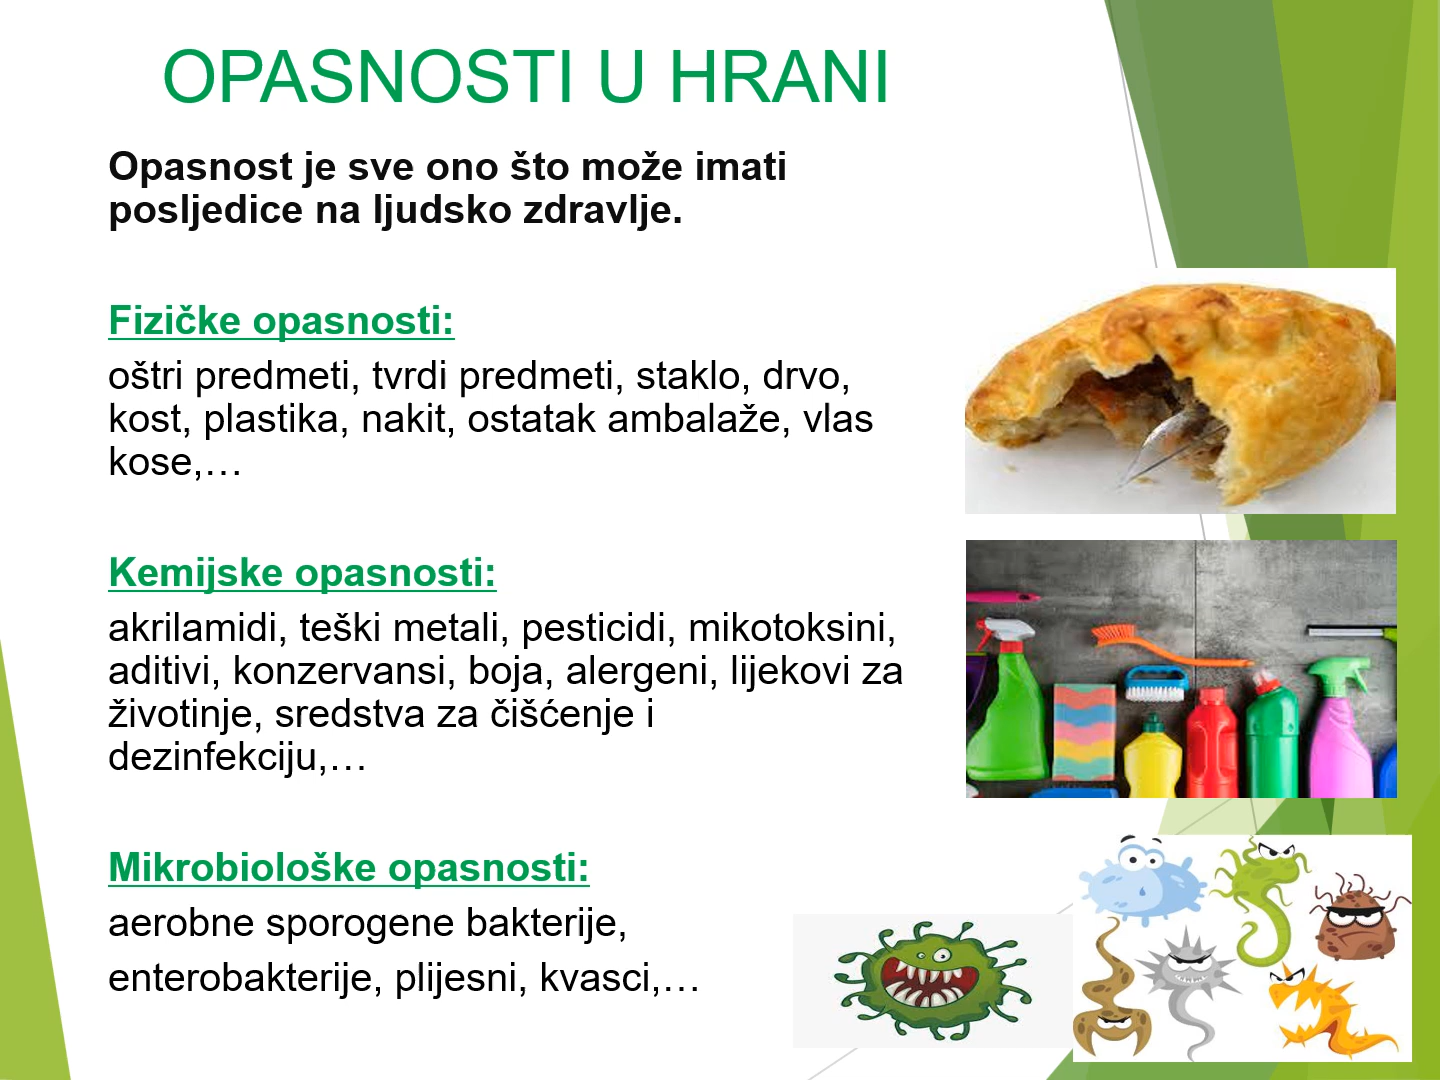 OPASNOSTI U HRANI
Opasnost je sve ono što može imati
posljedice na ljudsko zdravlje.
Fizičke opasnosti:
oštri predmeti, tvrdi predmeti, staklo, drvo,
kost, plastika, nakit, ostatak ambalaže, vlas
kose,…
Kemijske opasnosti:
akrilamidi, teški metali, pesticidi, mikotoksini,
aditivi, konzervansi, boja, alergeni, lijekovi za
životinje, sredstva za čišćenje i
dezinfekciju,…
Mikrobiološke opasnosti:
aerobne sporogene bakterije,
enterobakterije, plijesni, kvasci,…